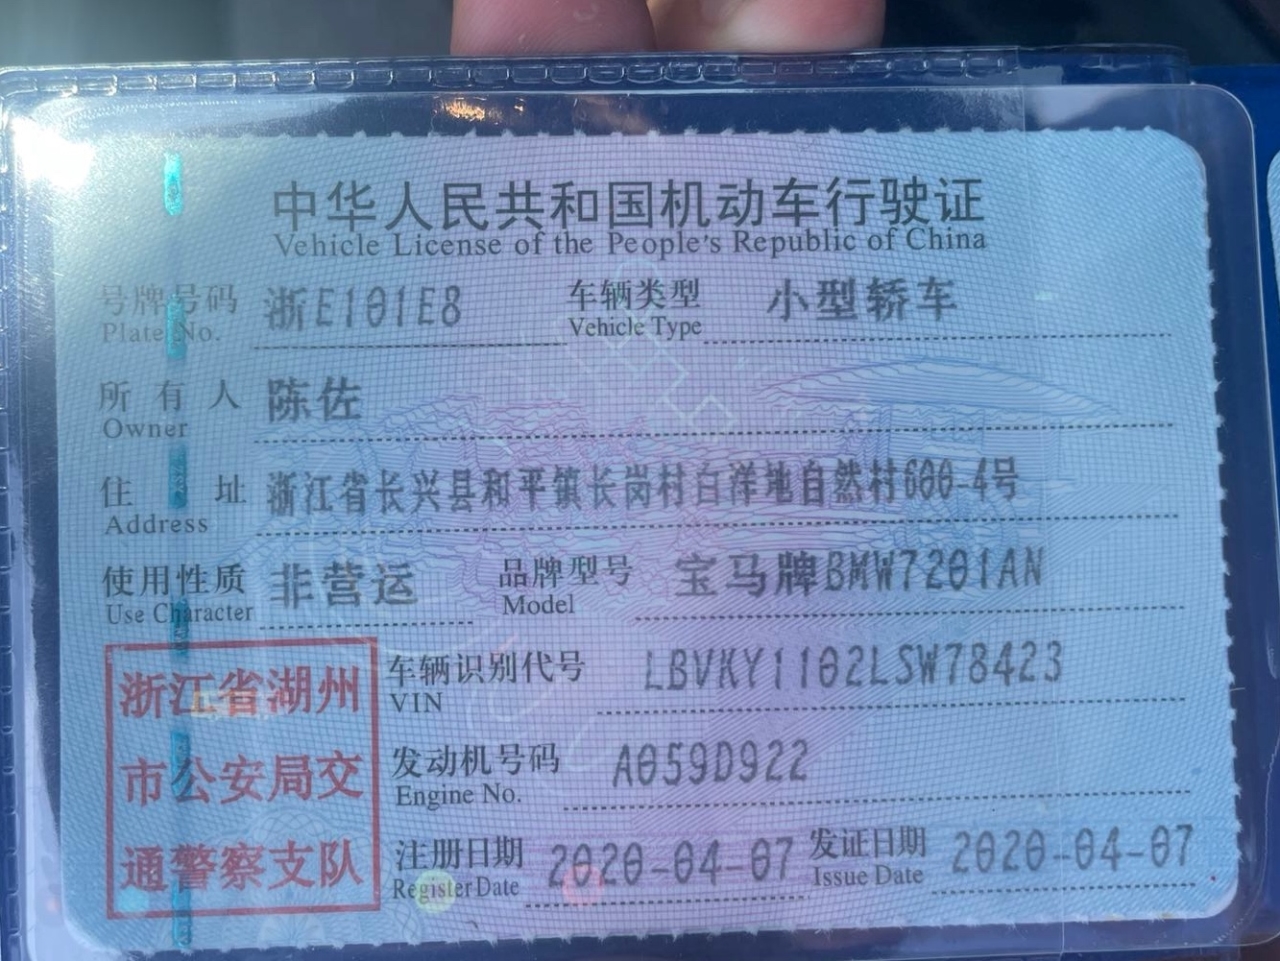 中华人民共和国机动车行驶证
Vehicle License of the People's Republic of China
号牌号码 浙E101E8 车辆类型 小型轿车
Plate No. Vehicle Type
所有人 陈佐
Owner
住址 浙江省长兴县和平镇长岗村白洋地自然村600-4号
Address
使用性质 非营运 品牌型号 宝马牌BMW7201AN
Use Character Model
浙江省湖州
市公安局交
通警察支队
车辆识别代号 LBVKY1102LSW78423
VIN
发动机号码 A059D922
Engine No.
注册日期 2020-04-07 发证日期 2020-04-07
Register Date Issue Date